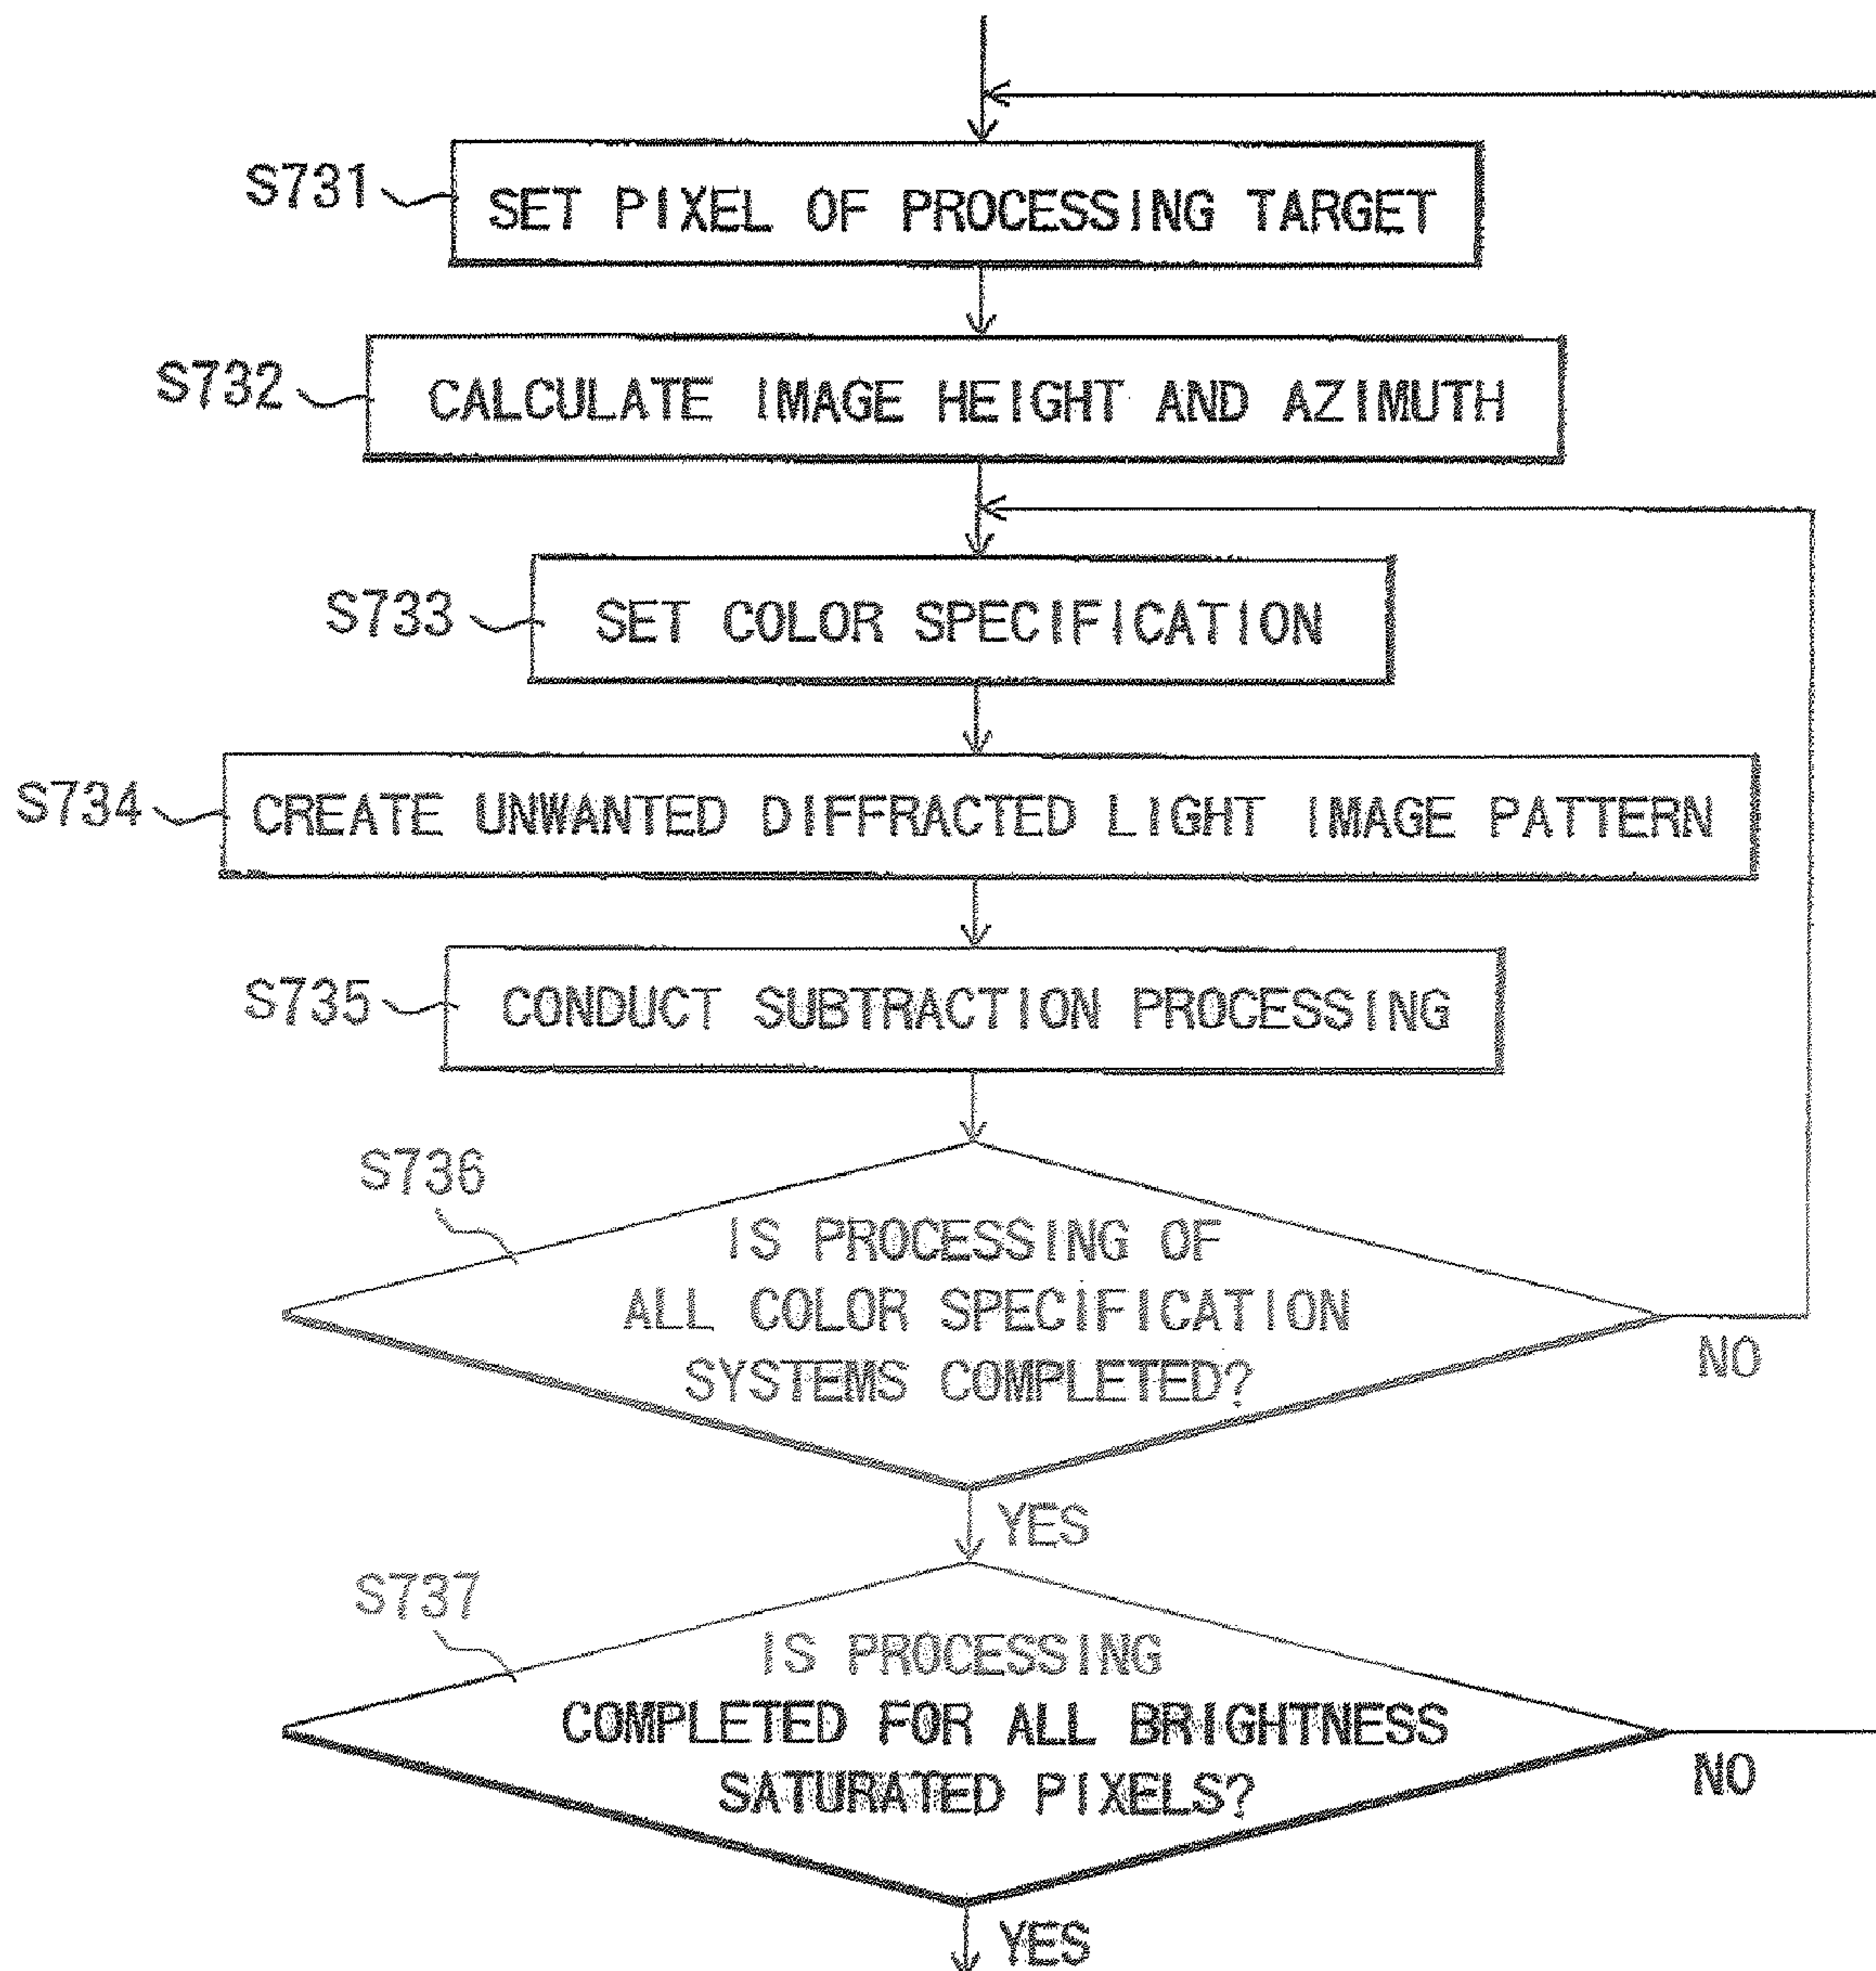 S731
SET PIXEL OF PROCESSING TARGET
S732
CALCULATE IMAGE HEIGHT AND AZIMUTH
S733
SET COLOR SPECIFICATION
S734
CREATE UNWANTED DIFFRACTED LIGHT IMAGE PATTERN
S735
CONDUCT SUBTRACTION PROCESSING
S736
IS PROCESSING OF
ALL COLOR SPECIFICATION
SYSTEMS COMPLETED?
NO
YES
S737
IS PROCESSING
COMPLETED FOR ALL BRIGHTNESS
SATURATED PIXELS?
NO
YES